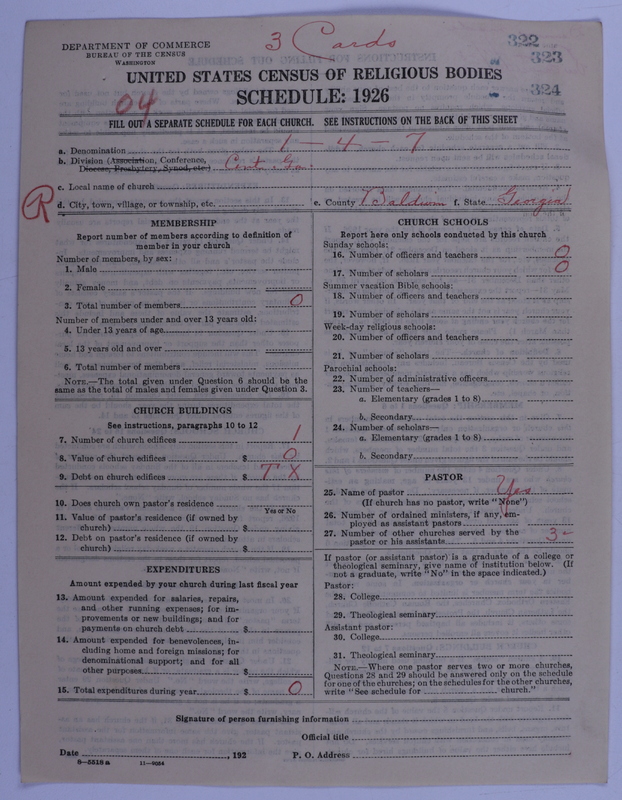 3 Cards
322
323
324
DEPARTMENT OF COMMERCE
BUREAU OF THE CENSUS
WASHINGTON
UNITED STATES CENSUS OF RELIGIOUS BODIES
SCHEDULE: 1926
04
FILL OUT A SEPARATE SCHEDULE FOR EACH CHURCH. SEE INSTRUCTIONS ON THE BACK OF THIS SHEET
a. Denomination 1-4-7
b. Division (Association, Conference, Diocese, Presbytery, Synod, etc.) Cent. Ga.
c. Local name of church
R
d. City, town, village, or township, etc. e. County Baldwin f. State Georgia
MEMBERSHIP
Report number of members according to definition of
member in your church
Number of members, by sex:
1. Male
2. Female
3. Total number of members 0
Number of members under and over 13 years old:
4. Under 13 years of age
5. 13 years old and over
6. Total number of members
NOTE.—The total given under Question 6 should be the
same as the total of males and females given under Question 3.
CHURCH BUILDINGS
See instructions, paragraphs 10 to 12
7. Number of church edifices 1
8. Value of church edifices $ 0
9. Debt on church edifices $ T X
10. Does church own pastor's residence
Yes or No
11. Value of pastor's residence (if owned by
church) $
12. Debt on pastor's residence (if owned by
church) $
EXPENDITURES
Amount expended by your church during last fiscal year
13. Amount expended for salaries, repairs,
and other running expenses; for im-
provements or new buildings; and for
payments on church debt $
14. Amount expended for benevolences, in-
cluding home and foreign missions; for
denominational support; and for all
other purposes $
15. Total expenditures during year $ 0
CHURCH SCHOOLS
Report here only schools conducted by this church
Sunday schools:
16. Number of officers and teachers 0
17. Number of scholars 0
Summer vacation Bible schools:
18. Number of officers and teachers
19. Number of scholars
Week-day religious schools:
20. Number of officers and teachers
21. Number of scholars
Parochial schools:
22. Number of administrative officers
23. Number of teachers—
a. Elementary (grades 1 to 8)
b. Secondary
24. Number of scholars—
a. Elementary (grades 1 to 8)
b. Secondary
PASTOR
25. Name of pastor Yes
(If church has no pastor, write "None")
26. Number of ordained ministers, if any, em-
ployed as assistant pastors
27. Number of other churches served by the
pastor or his assistants 3-
If pastor (or assistant pastor) is a graduate of a college or
theological seminary, give name of institution below. (If
not a graduate, write "No" in the space indicated.)
Pastor:
28. College
29. Theological seminary
Assistant pastor:
30. College
31. Theological seminary
NOTE.—Where one pastor serves two or more churches,
Questions 28 and 29 should be answered only on the schedule
for one of the churches; on the schedules for the other churches,
write "See schedule for church."
Signature of person furnishing information
Official title
Date , 192 P. O. Address
8-5518 a 11-9054